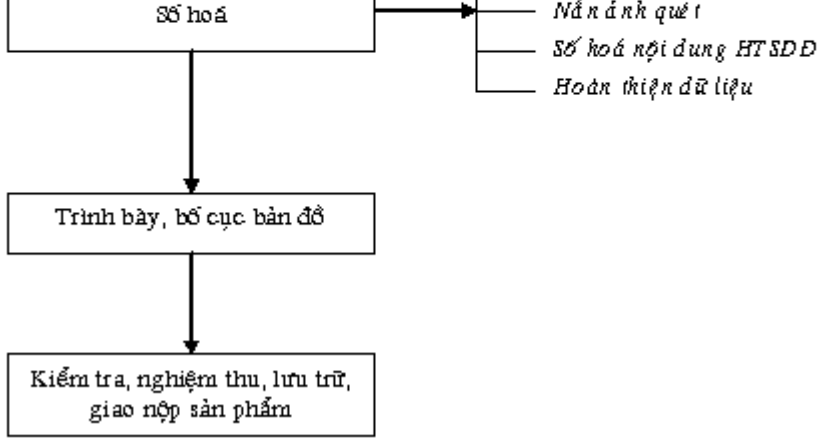 Số hoá
Nắn ảnh quét
Số hoá nội dung HTSDĐ
Hoàn thiện dữ liệu
Trình bày, bố cục bản đồ
Kiểm tra, nghiệm thu, lưu trữ,
giao nộp sản phẩm